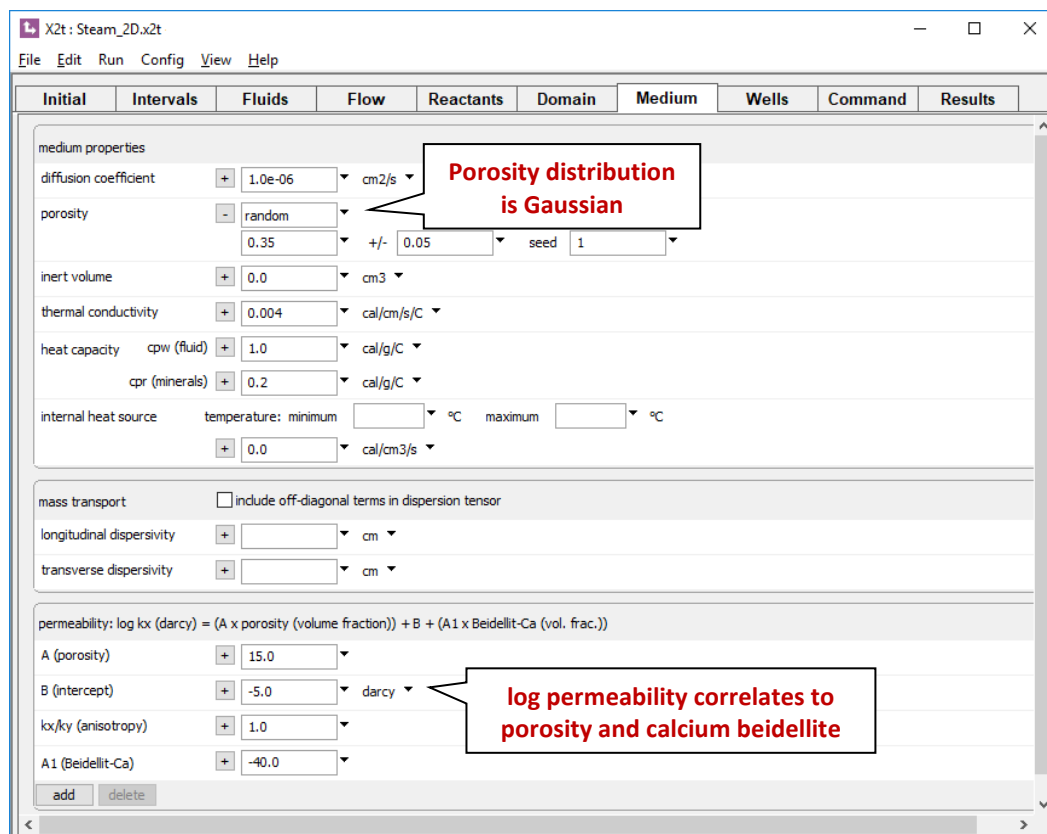 X2t : Steam_2D.x2t
File Edit Run Config View Help
Initial Intervals Fluids Flow Reactants Domain Medium Wells Command Results
medium properties
diffusion coefficient + 1.0e-06 cm2/s
Porosity distribution
is Gaussian
porosity - random
0.35 +/- 0.05 seed 1
inert volume + 0.0 cm3
thermal conductivity + 0.004 cal/cm/s/C
heat capacity cpw (fluid) + 1.0 cal/g/C
cpr (minerals) + 0.2 cal/g/C
internal heat source temperature: minimum ºC maximum ºC
+ 0.0 cal/cm3/s
mass transport include off-diagonal terms in dispersion tensor
longitudinal dispersivity + cm
transverse dispersivity + cm
permeability: log kx (darcy) = (A x porosity (volume fraction)) + B + (A1 x Beidellit-Ca (vol. frac.))
A (porosity) + 15.0
B (intercept) + -5.0 darcy
log permeability correlates to
porosity and calcium beidellite
kx/ky (anisotropy) + 1.0
A1 (Beidellit-Ca) + -40.0
add delete